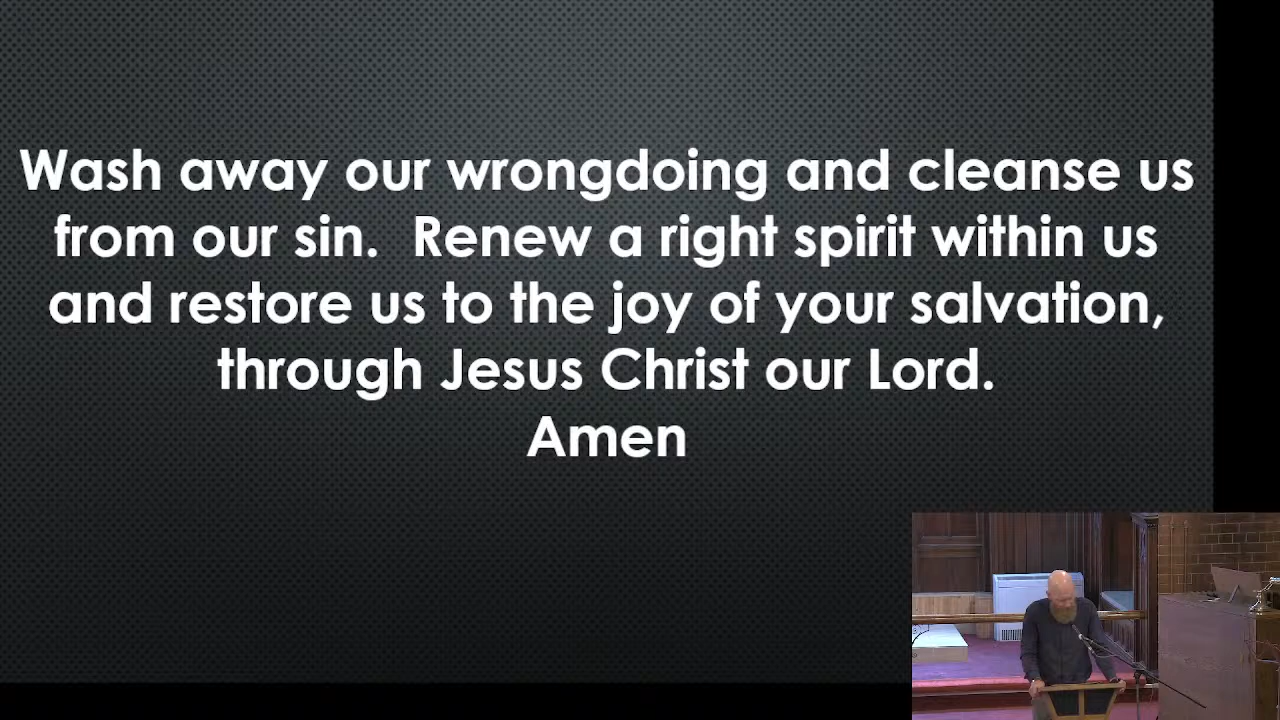 Wash away our wrongdoing and cleanse us
from our sin.  Renew a right spirit within us
and restore us to the joy of your salvation,
through Jesus Christ our Lord.
Amen